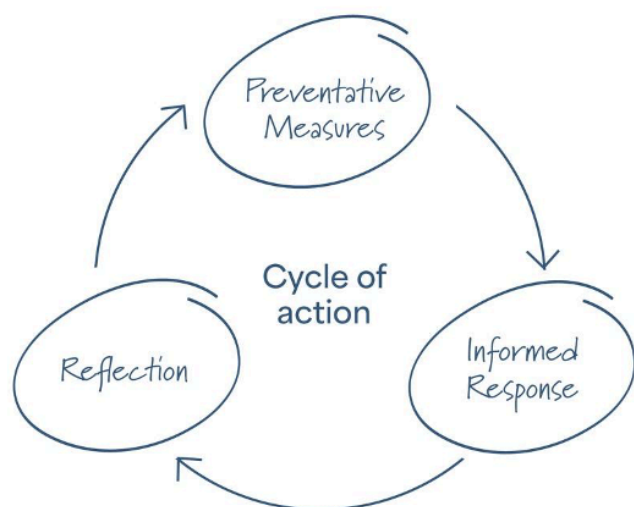 Preventative
Measures
Cycle of
action
Informed
Response
Reflection